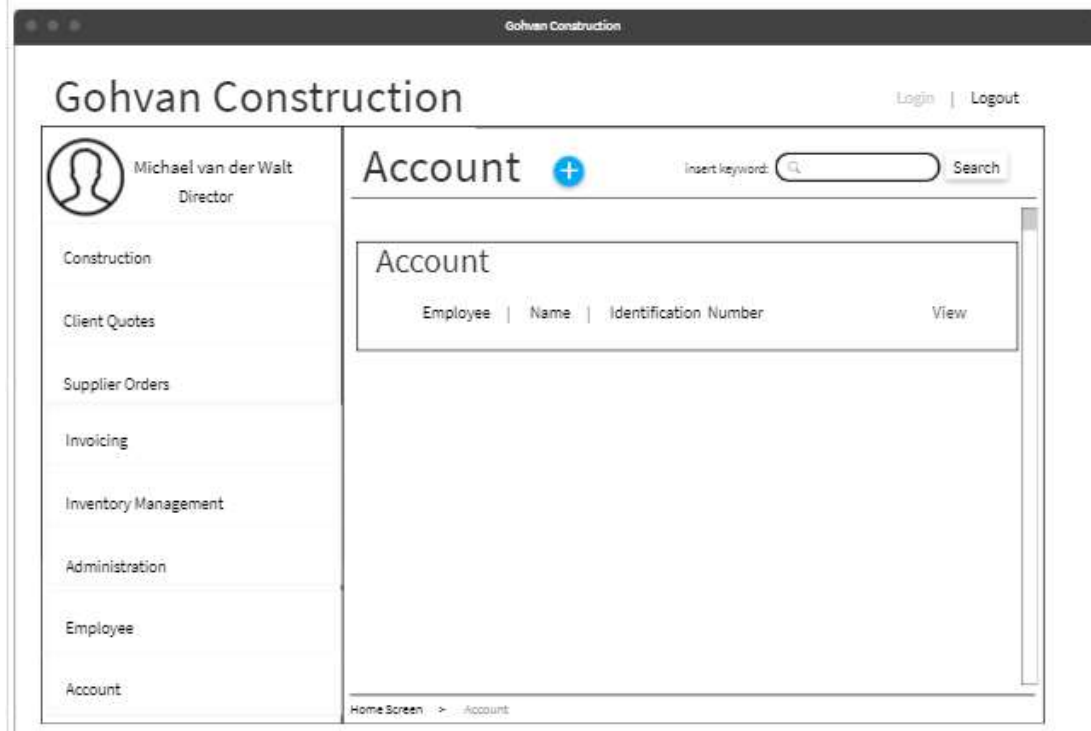 Gohvan Construction
Gohvan Construction
Login | Logout
Michael van der Walt
Director
Construction
Client Quotes
Supplier Orders
Invoicing
Inventory Management
Administration
Employee
Account
Account
insert keyword:
Search
Account
Employee | Name | Identification Number
View
Home Screen > Account